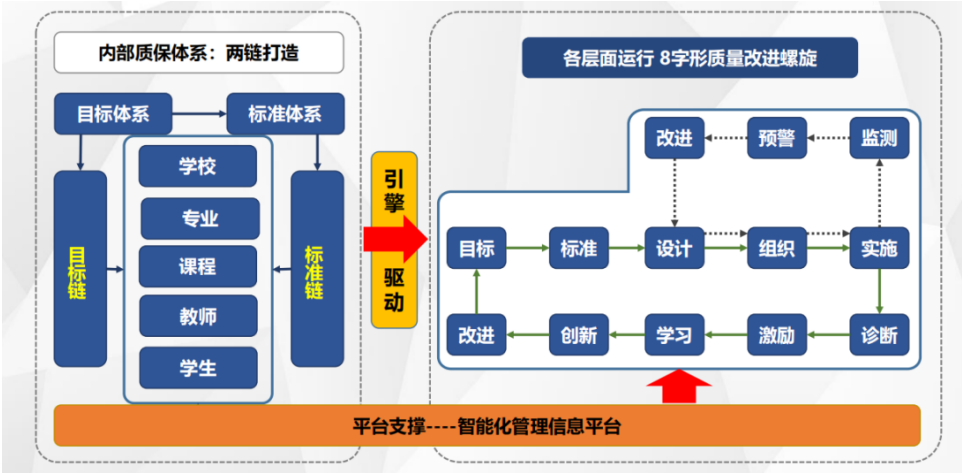 内部质保体系：两链打造
目标体系
标准体系
目标链
学校
专业
课程
教师
学生
标准链
引擎
驱动
各层面运行 8字形质量改进螺旋
改进
预警
监测
目标
标准
设计
组织
实施
改进
创新
学习
激励
诊断
平台支撑----智能化管理信息平台